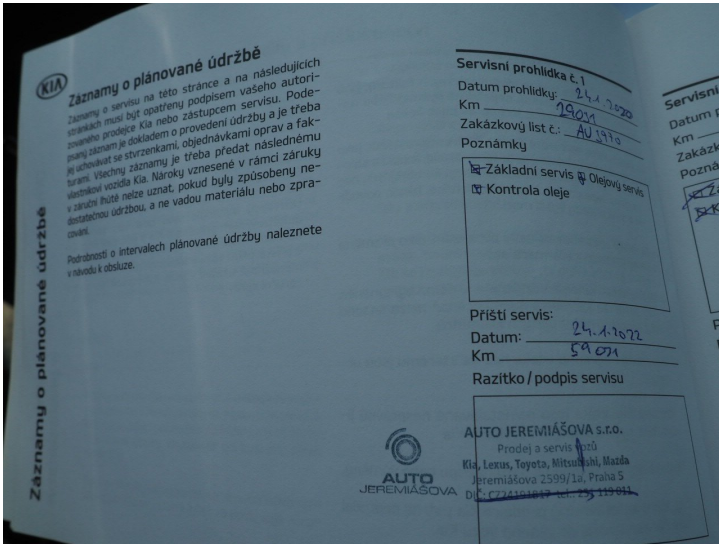 KIA
Záznamy o plánované údržbě
Záznamy o servisu na této stránce a na následujících
stránkách musí být opatřeny podpisem vašeho autori-
zovaného prodejce Kia nebo zástupcem servisu. Pode-
psaný záznam je dokladem o provedení údržby a je třeba
jej uchovávat se stvrzenkami, objednávkami oprav a fak-
turami. Všechny záznamy je třeba předat následnému
vlastníkovi vozidla Kia. Nároky vznesené v rámci záruky
v záruční lhůtě nelze uznat, pokud byly způsobeny ne-
dostatečnou údržbou, a ne vadou materiálu nebo zpra-
cování.
Podrobnosti o intervalech plánované údržby naleznete
v návodu k obsluze.
Záznamy o plánované údržbě
Servisní prohlídka č. 1
Datum prohlídky: 24.1.2020
Km 29031
Zakázkový list č.: AU 3970
Poznámky
Základní servis Olejový servis
Kontrola oleje
Příští servis:
Datum: 24.1.2022
Km 59 031
Razítko / podpis servisu
AUTO
JEREMIÁŠOVA
AUTO JEREMIÁŠOVA s.r.o.
Prodej a servis vozů
Kia, Lexus, Toyota, Mitsubishi, Mazda
Jeremiášova 2599/1a, Praha 5
DIČ: tel.:
Servisní
Datum p
Km
Zakázk
Pozná